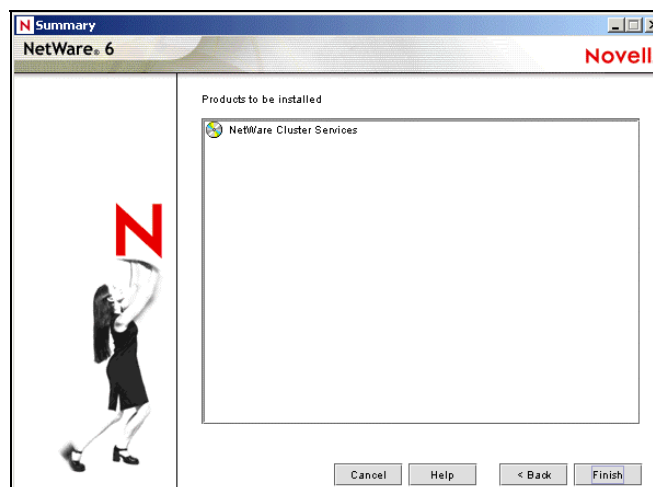 N Summary
NetWare® 6
Novell
Products to be installed
NetWare Cluster Services
N
Cancel
Help
< Back
Finish